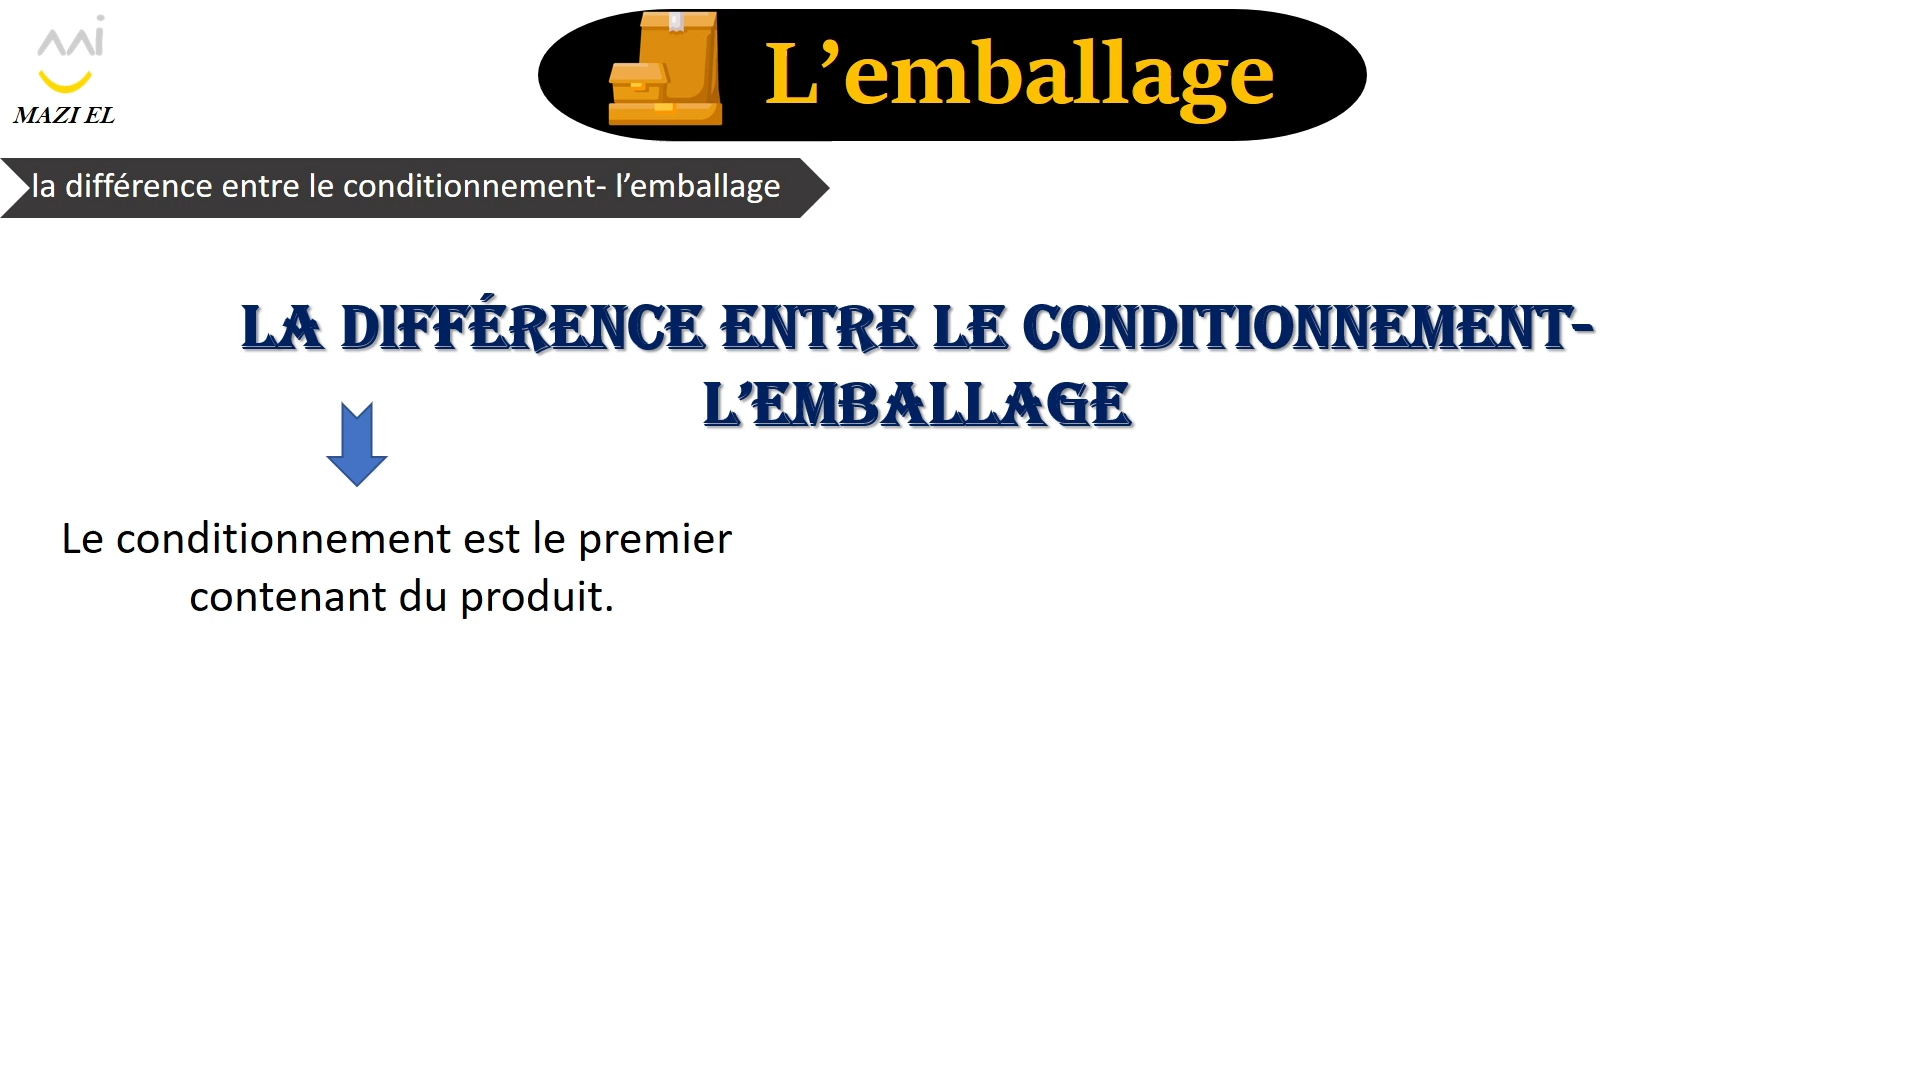 MAZI EL
L’emballage
la différence entre le conditionnement- l’emballage
LA DIFFÉRENCE ENTRE LE CONDITIONNEMENT-
L’EMBALLAGE
Le conditionnement est le premier
contenant du produit.